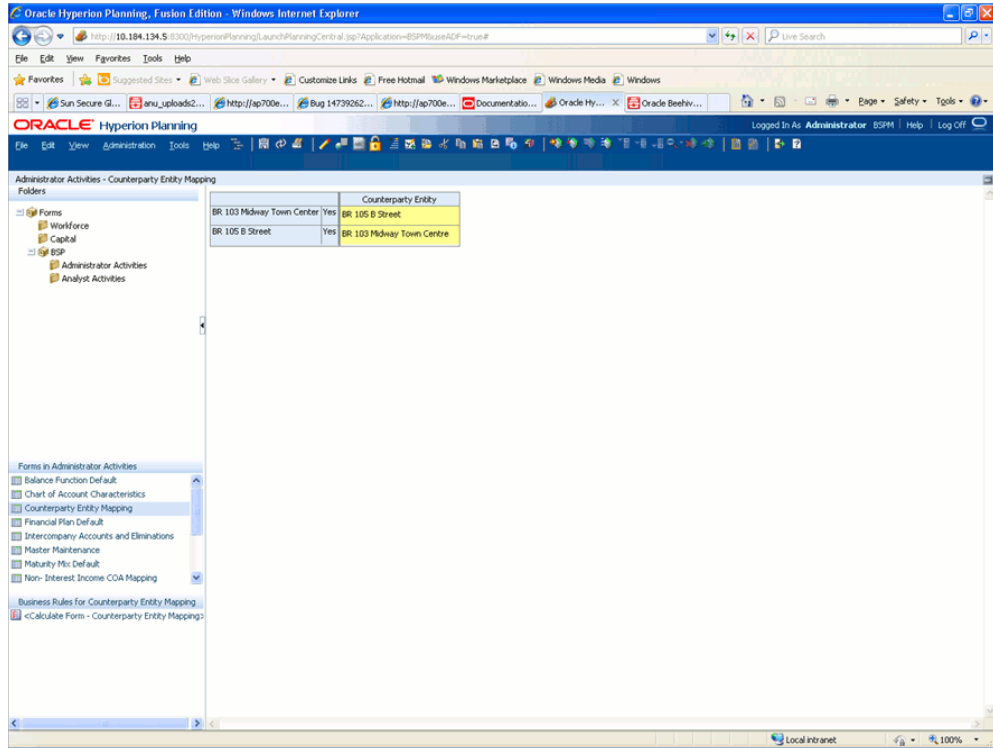 Oracle Hyperion Planning, Fusion Edition - Windows Internet Explorer
http://10.184.134.5:8300/HyperionPlanning/LaunchPlanningCentral.jsp?Application=BSPM&useADF=true#
Live Search
File Edit View Favorites Tools Help
Favorites Suggested Sites Web Slice Gallery Customize Links Free Hotmail Windows Marketplace Windows Media Windows
Sun Secure Gl... anu_uploads2... http://ap700e... Bug 14739262... http://ap700e... Documentatio... Oracle Hy... X Oracle Beehiv... Page Safety Tools
ORACLE Hyperion Planning
Logged In As Administrator BSPM | Help | Log Off
File Edit View Administration Tools Help
Administrator Activities - Counterparty Entity Mapping
Folders
Forms
Workforce
Capital
BSP
Administrator Activities
Analyst Activities
Counterparty Entity
BR 103 Midway Town Center Yes BR 105 B Street
BR 105 B Street Yes BR 103 Midway Town Centre
Forms in Administrator Activities
Balance Function Default
Chart of Account Characteristics
Counterparty Entity Mapping
Financial Plan Default
Intercompany Accounts and Eliminations
Master Maintenance
Maturity Mix Default
Non- Interest Income COA Mapping
Business Rules for Counterparty Entity Mapping
<Calculate Form - Counterparty Entity Mapping>
Local intranet
100%